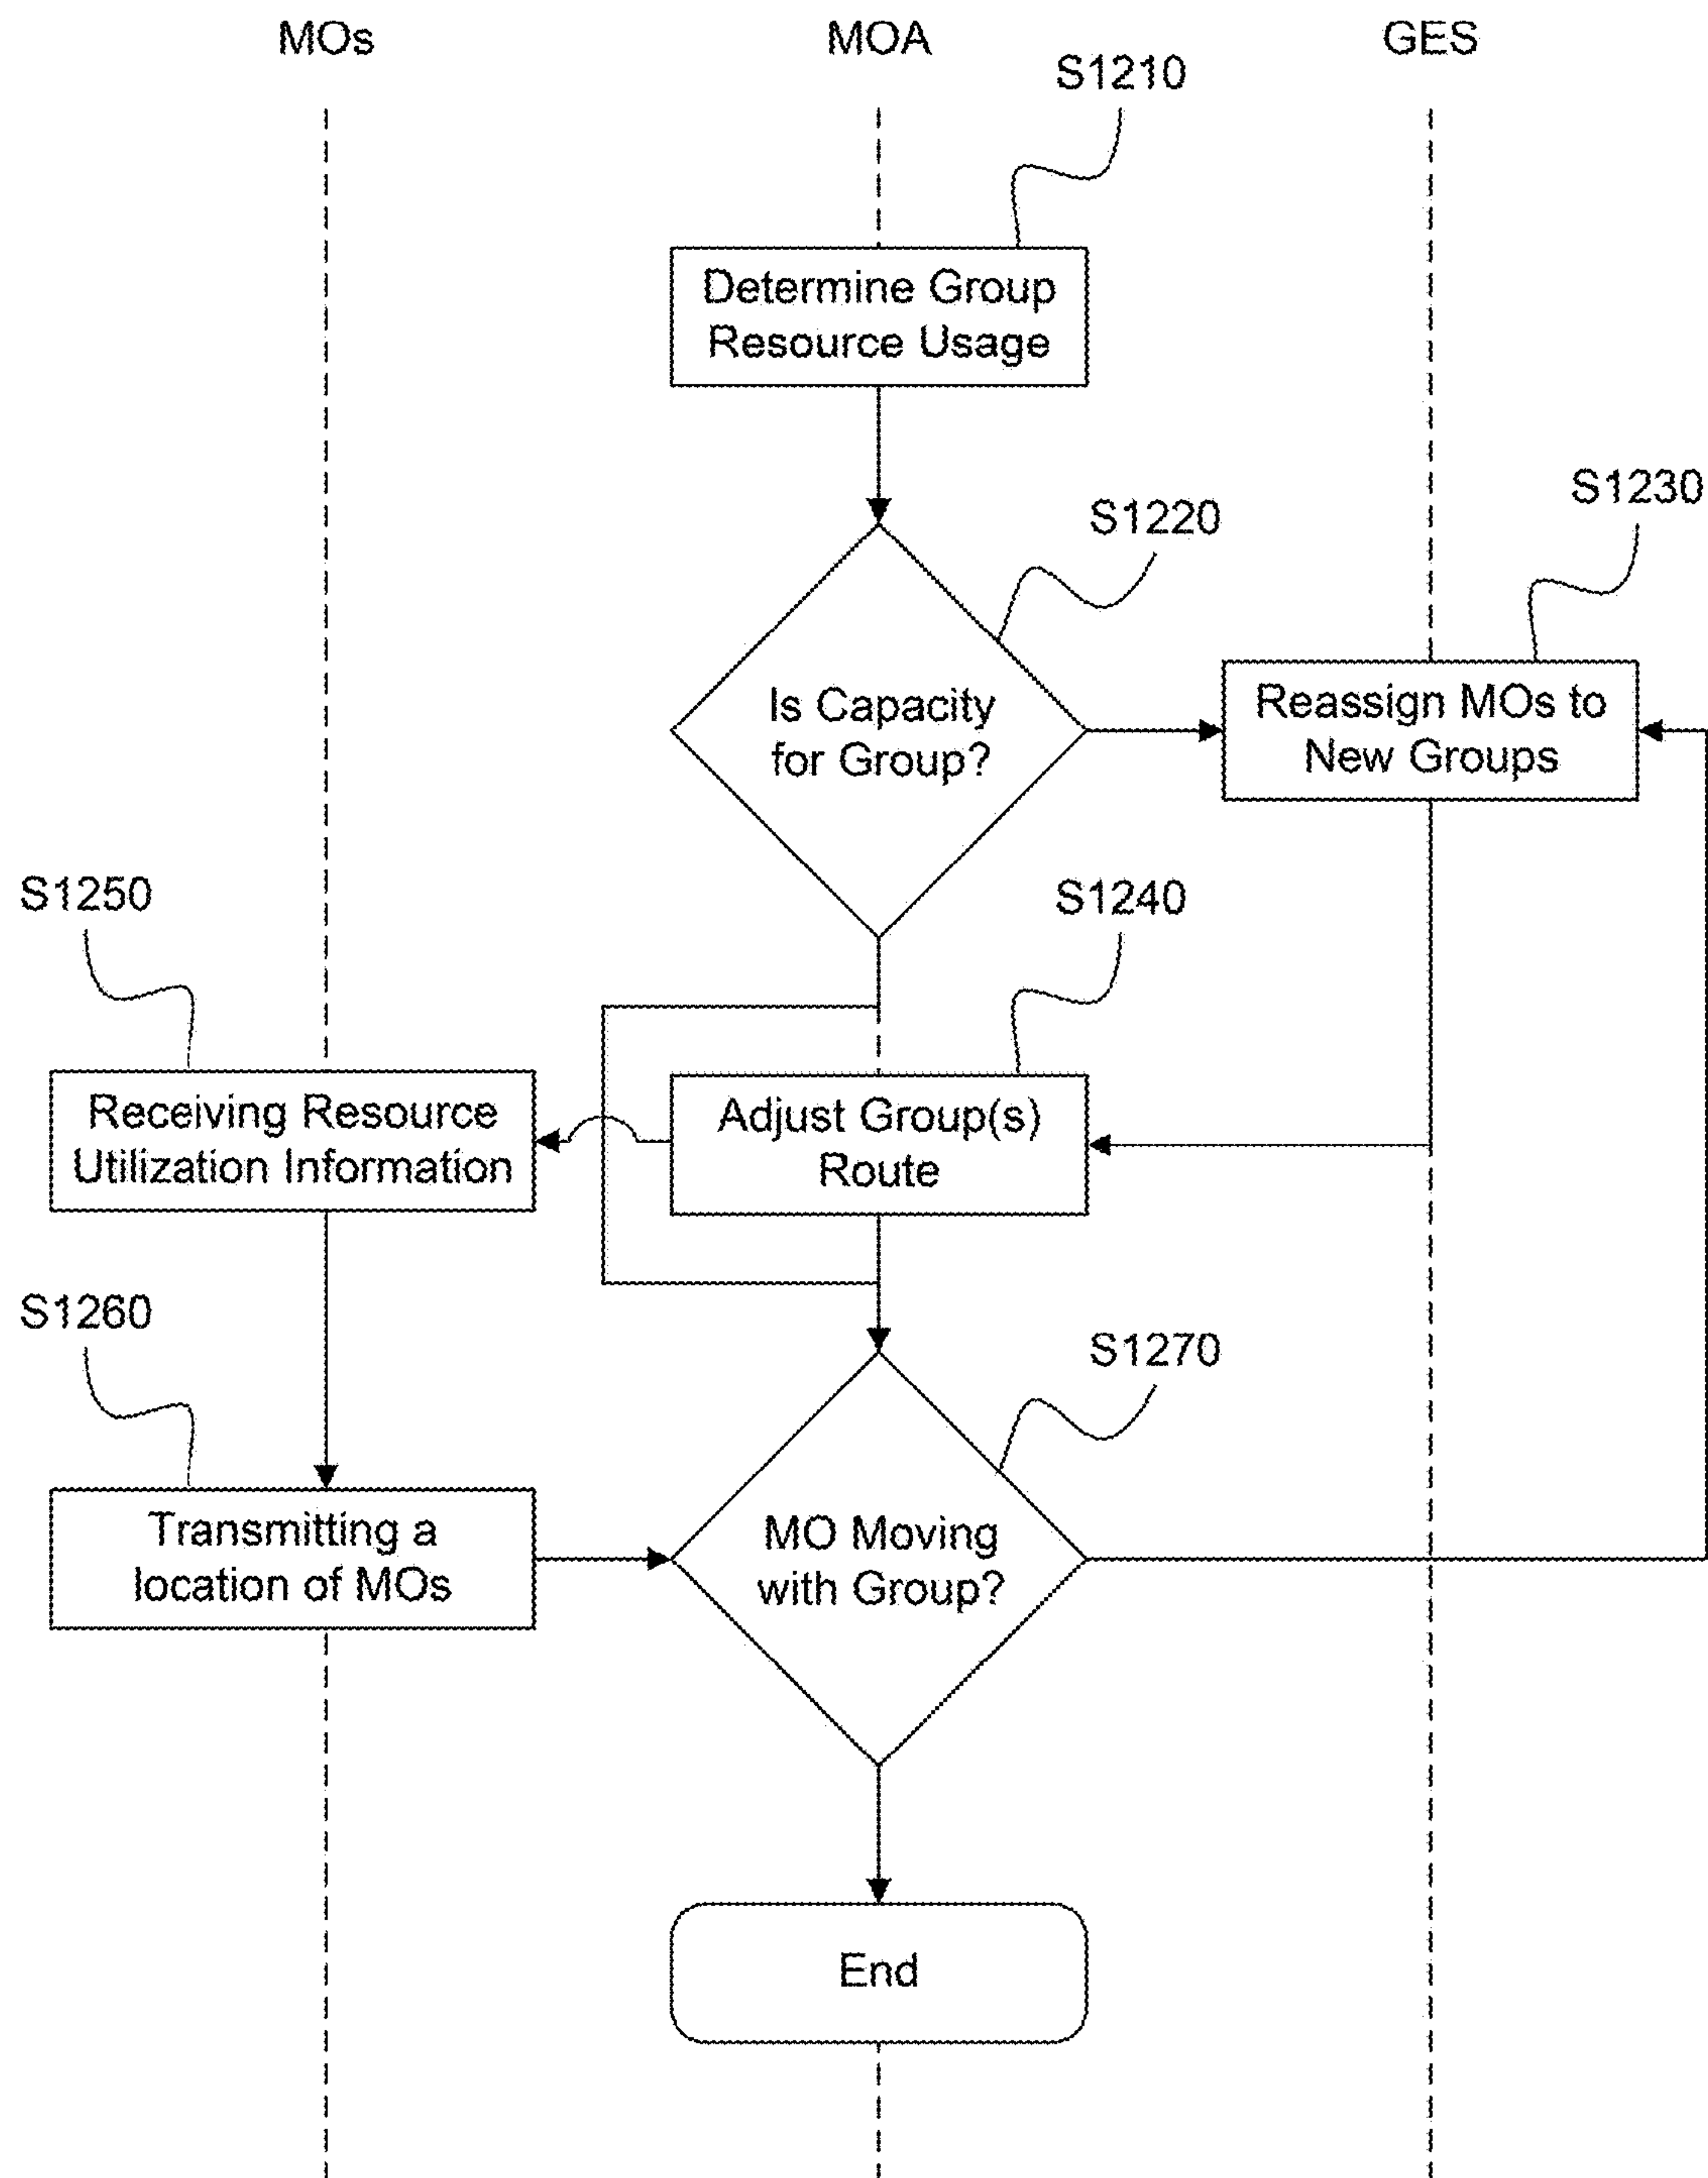 MOs
MOA
GES
S1210
Determine Group
Resource Usage
S1220
S1230
Is Capacity
for Group?
Reassign MOs to
New Groups
S1250
S1240
Receiving Resource
Utilization Information
Adjust Group(s)
Route
S1260
S1270
Transmitting a
location of MOs
MO Moving
with Group?
End